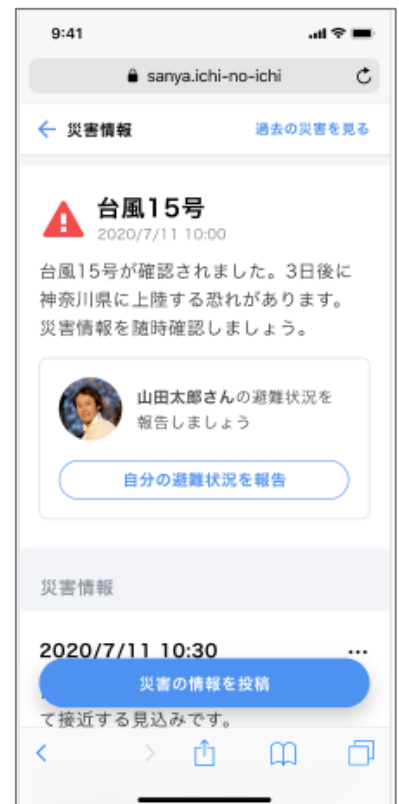 9:41
sanya.ichi-no-ichi
災害情報
過去の災害を見る
台風15号
2020/7/11 10:00
台風15号が確認されました。3日後に
神奈川県に上陸する恐れがあります。
災害情報を随時確認しましょう。
山田太郎さんの避難状況を
報告しましょう
自分の避難状況を報告
災害情報
2020/7/11 10:30
...
災害の情報を投稿
て接近する見込みです。